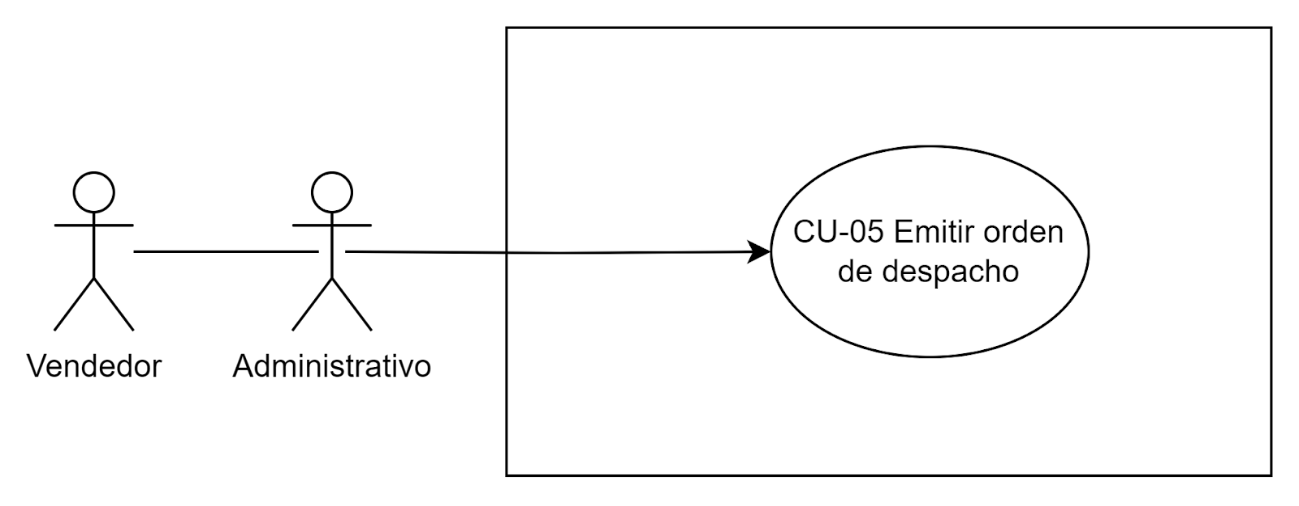 CU-05 Emitir orden
de despacho
Vendedor
Administrativo